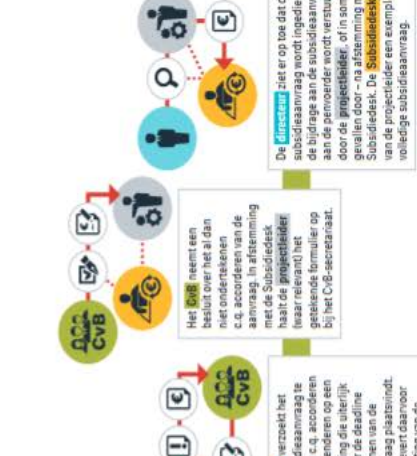 De directeur ziet er op toe dat d
subsidieaanvraag wordt ingedie
de bijdrage aan de subsidieaanv
aan de penvoerder wordt verstuu
door de projectleider, of in som
gevallen door – na afstemming m
Subsidiedesk. De Subsidiedesk
van de projectleider een exempl
volledige subsidieaanvraag.
CvB
Het CvB neemt een
besluit over het al dan
niet ondertekenen
c.q. accorderen van de
aanvraag. In afstemming
met de Subsidiedesk
haalt de projectleider
(waar relevant) het
getekende formulier op
bij het CvB-secretariaat.
CvB
verzoekt het
dieaanvraag te
c.q. accorderen
enderen op een
ng die uiterlijk
de deadline
nen van de
aag plaatsvindt.
evert daarvoor